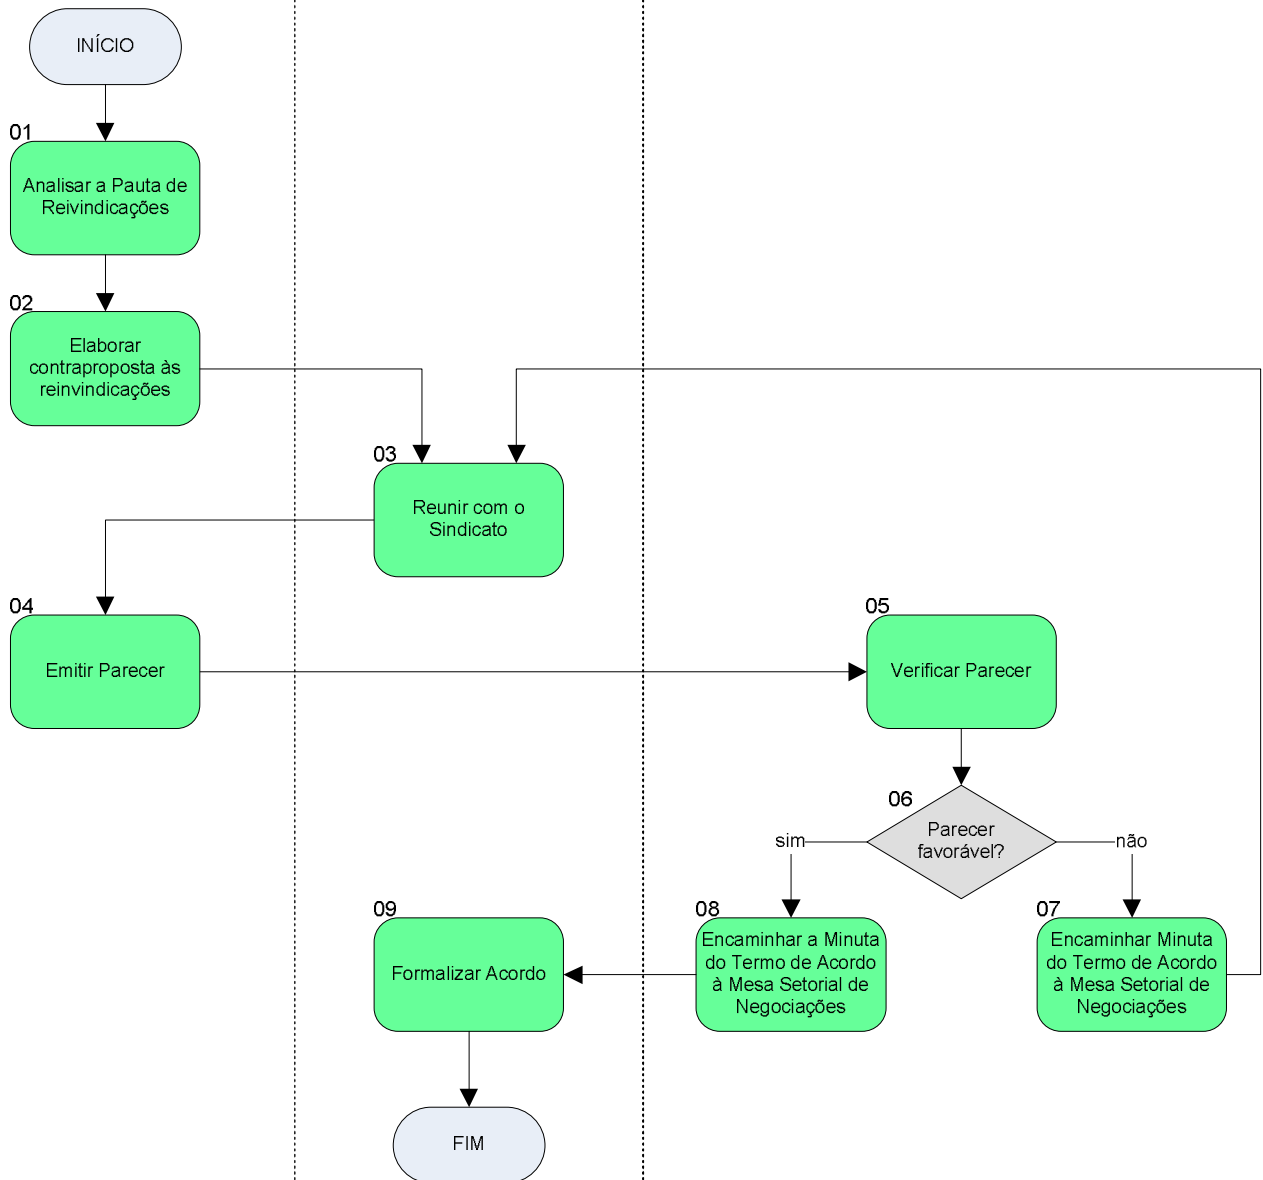 INÍCIO
01
Analisar a Pauta de
Reivindicações
02
Elaborar
contraproposta às
reinvindicações
03
Reunir com o
Sindicato
04
Emitir Parecer
05
Verificar Parecer
06
Parecer
favorável?
sim
não
07
Encaminhar Minuta
do Termo de Acordo
à Mesa Setorial de
Negociações
08
Encaminhar a Minuta
do Termo de Acordo
à Mesa Setorial de
Negociações
09
Formalizar Acordo
FIM